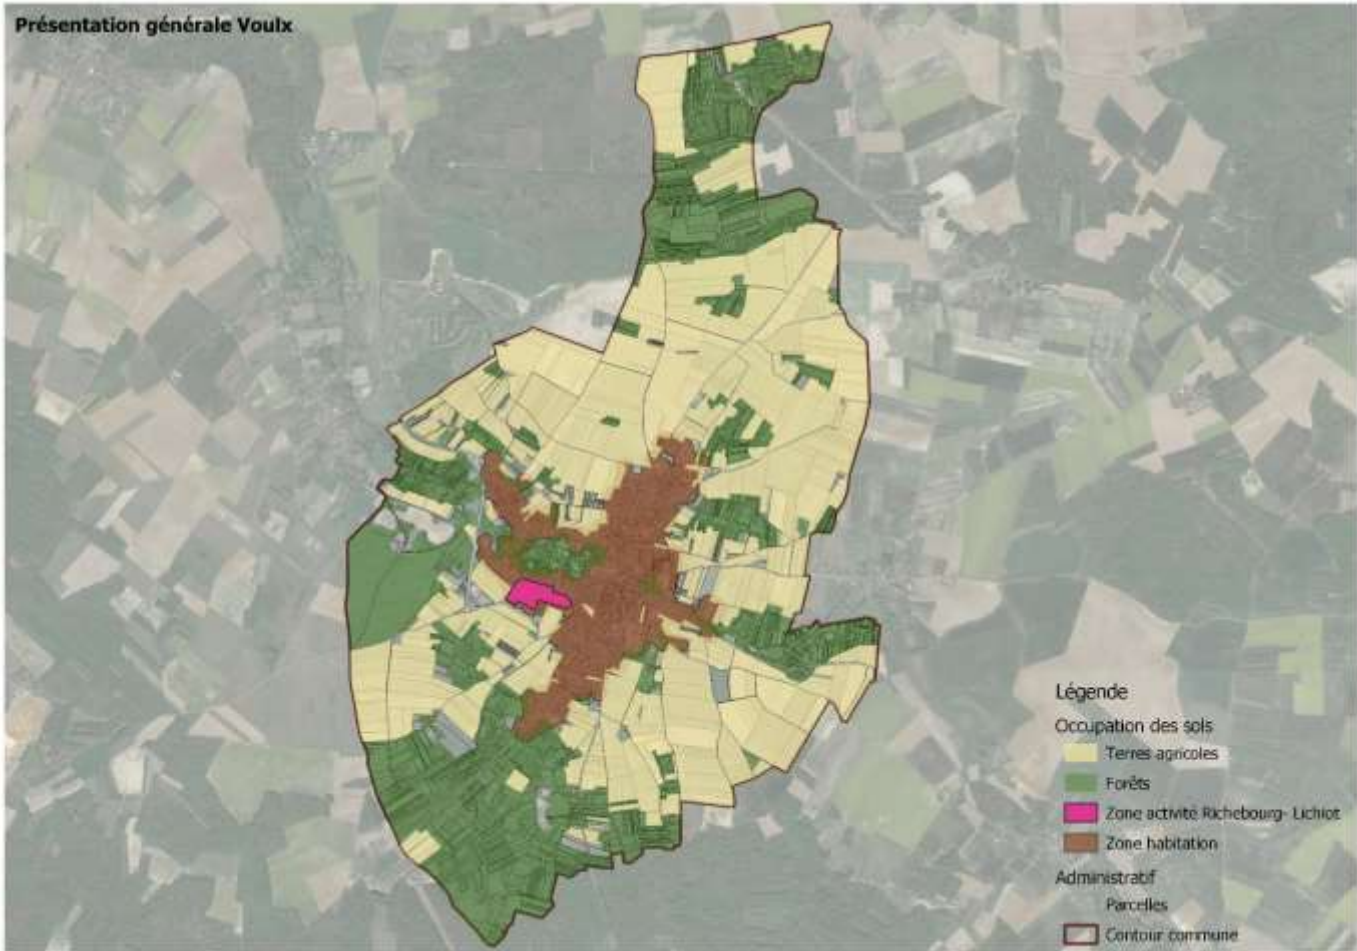 Présentation générale Voulx
Légende
Occupation des sols
Terres agricoles
Forêts
Zone activité Richebourg- Lichiot
Zone habitation
Administratif
Parcelles
Contour commune